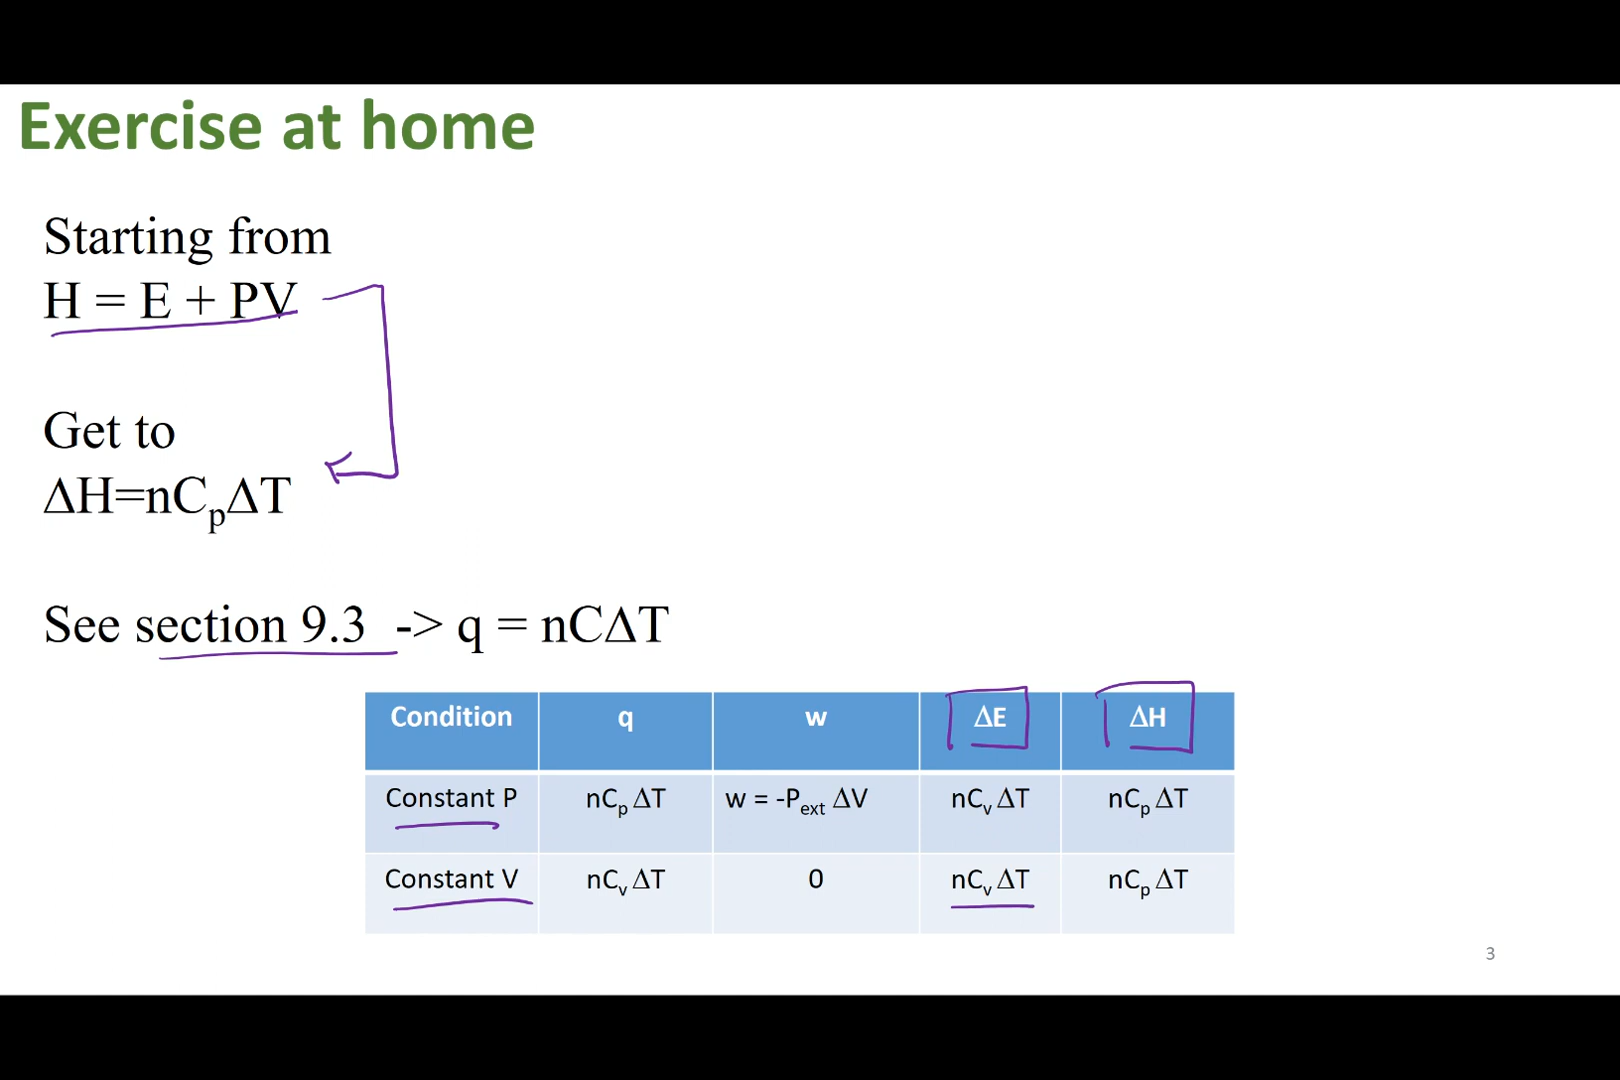 Exercise at home
Starting from
H = E + PV
Get to
ΔH=nCpΔT
See section 9.3 -> q = nCΔT
Condition q w ΔE ΔH
Constant P nCp ΔT w = -Pext ΔV nCv ΔT nCp ΔT
Constant V nCv ΔT 0 nCv ΔT nCp ΔT
3